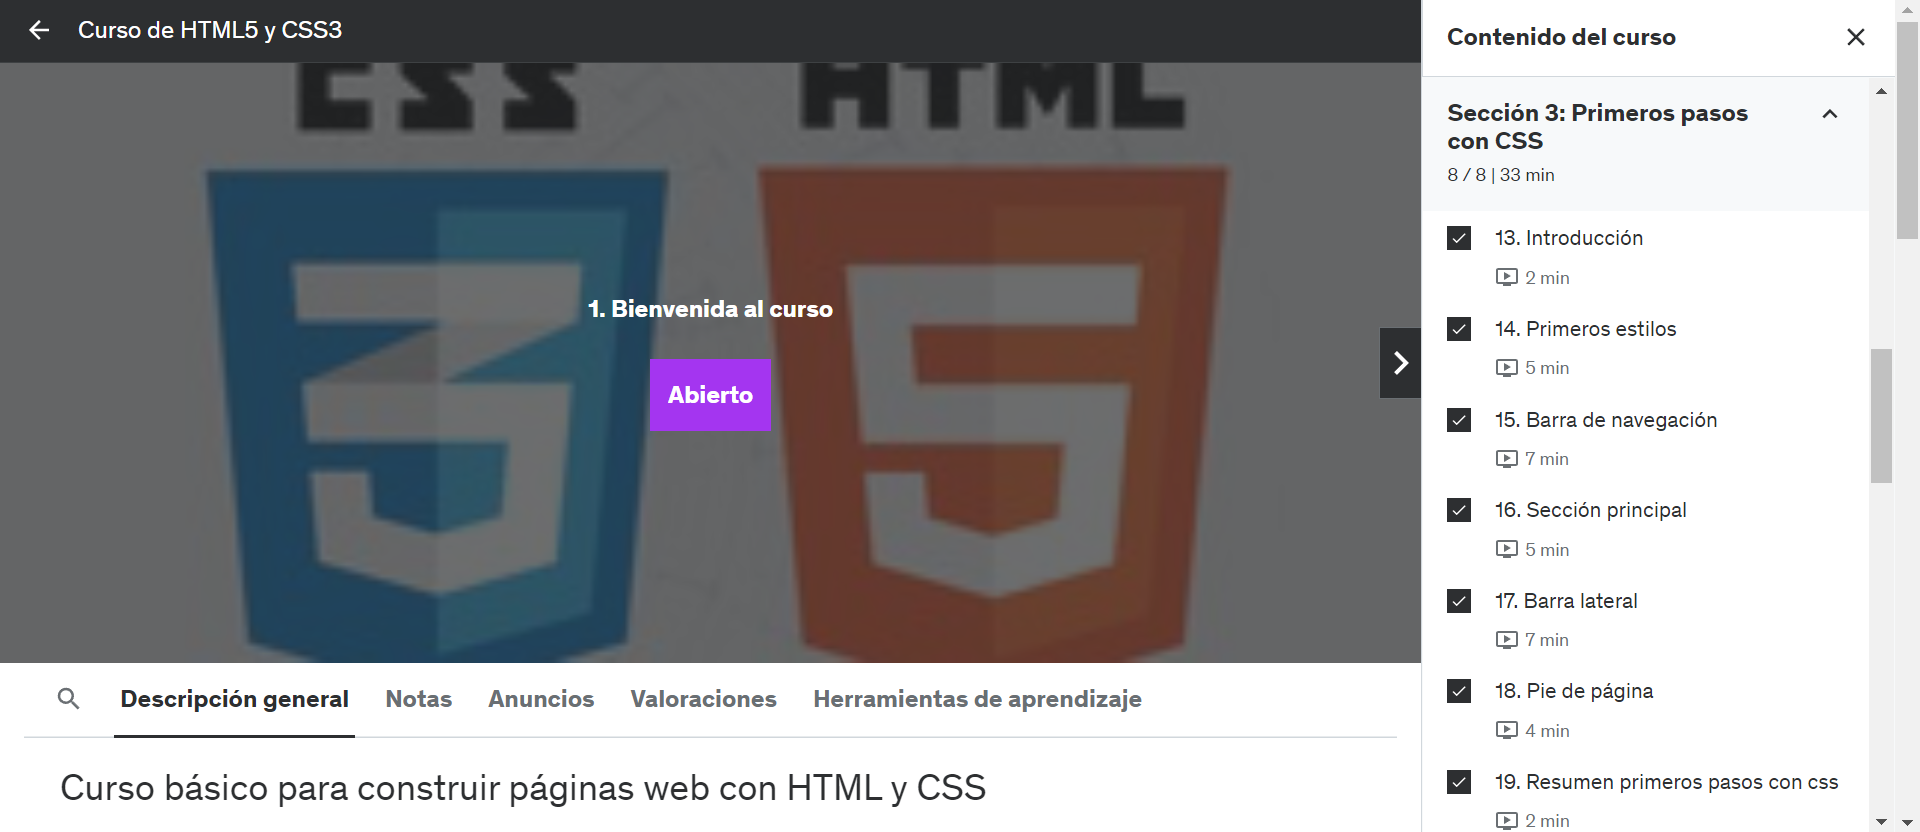 Curso de HTML5 y CSS3
CSS HTML
1. Bienvenida al curso
Abierto
Descripción general Notas Anuncios Valoraciones Herramientas de aprendizaje
Curso básico para construir páginas web con HTML y CSS
Contenido del curso
Sección 3: Primeros pasos
con CSS
8 / 8 | 33 min
13. Introducción
2 min
14. Primeros estilos
5 min
15. Barra de navegación
7 min
16. Sección principal
5 min
17. Barra lateral
7 min
18. Pie de página
4 min
19. Resumen primeros pasos con css
2 min